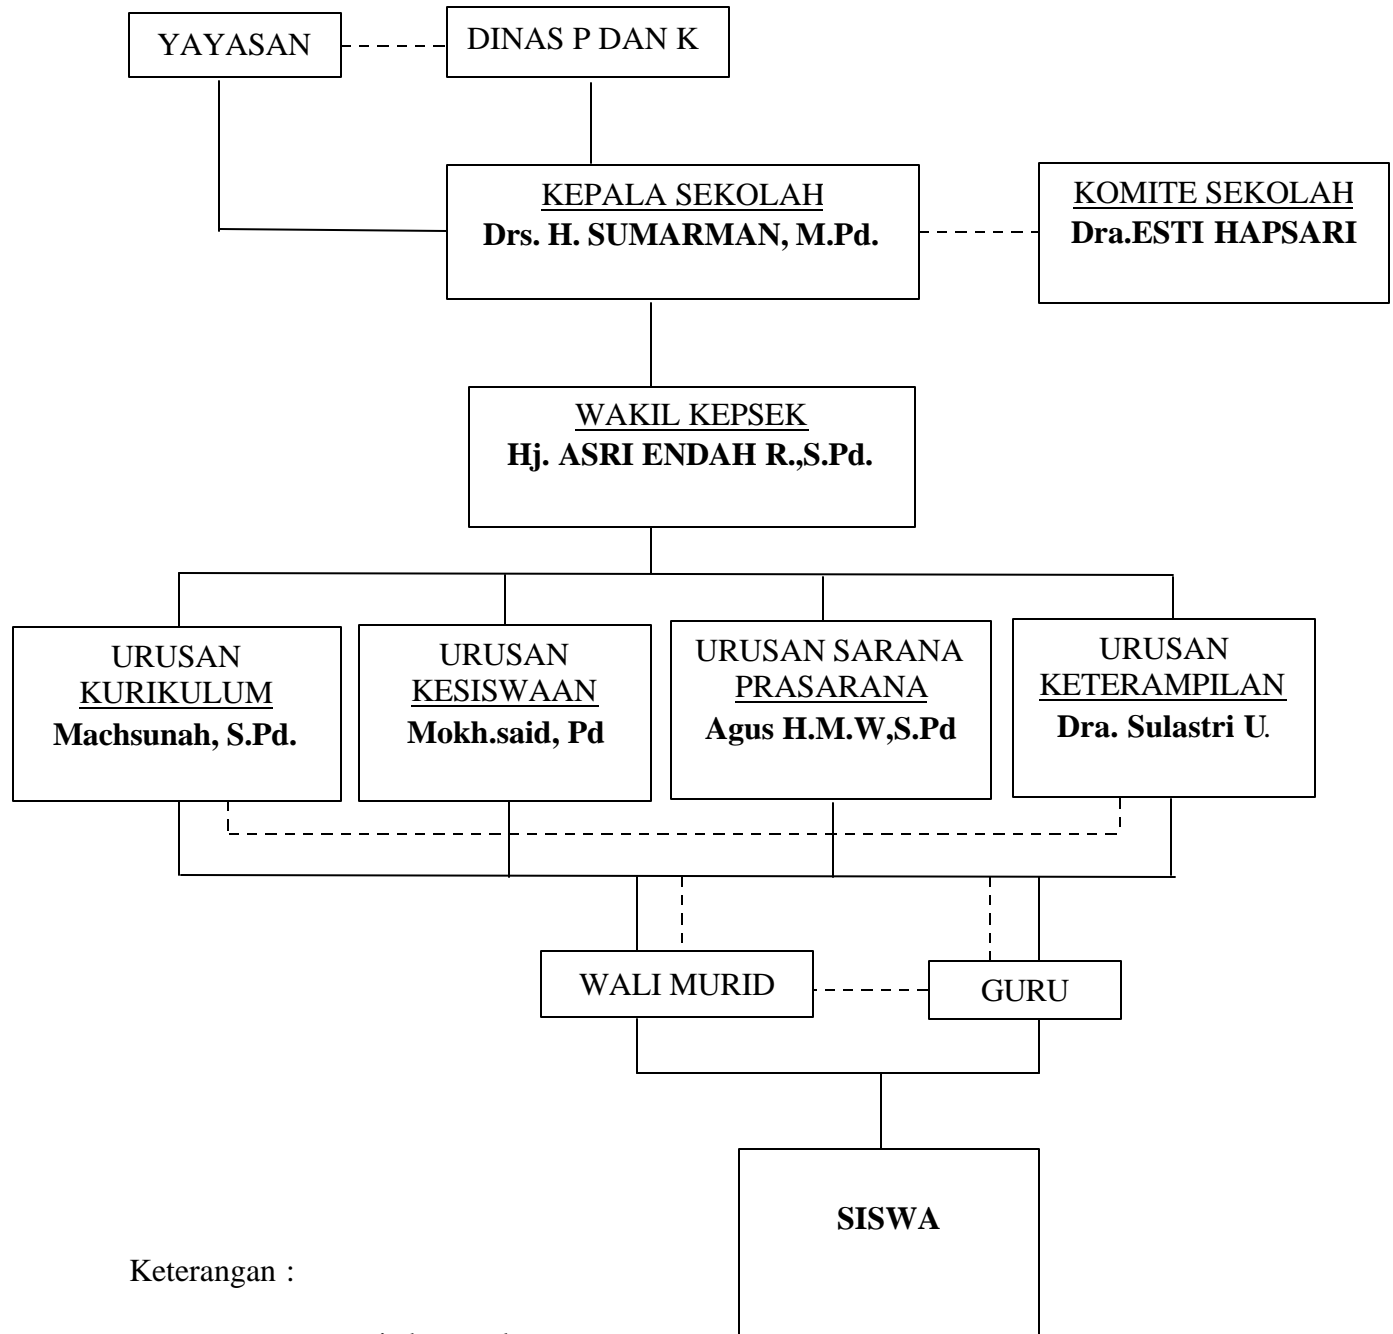 YAYASAN
DINAS P DAN K
KEPALA SEKOLAH
Drs. H. SUMARMAN, M.Pd.
KOMITE SEKOLAH
Dra.ESTI HAPSARI
WAKIL KEPSEK
Hj. ASRI ENDAH R.,S.Pd.
URUSAN
KURIKULUM
Machsunah, S.Pd.
URUSAN
KESISWAAN
Mokh.said, Pd
URUSAN SARANA
PRASARANA
Agus H.M.W,S.Pd
URUSAN
KETERAMPILAN
Dra. Sulastri U.
WALI MURID
GURU
SISWA
Keterangan :